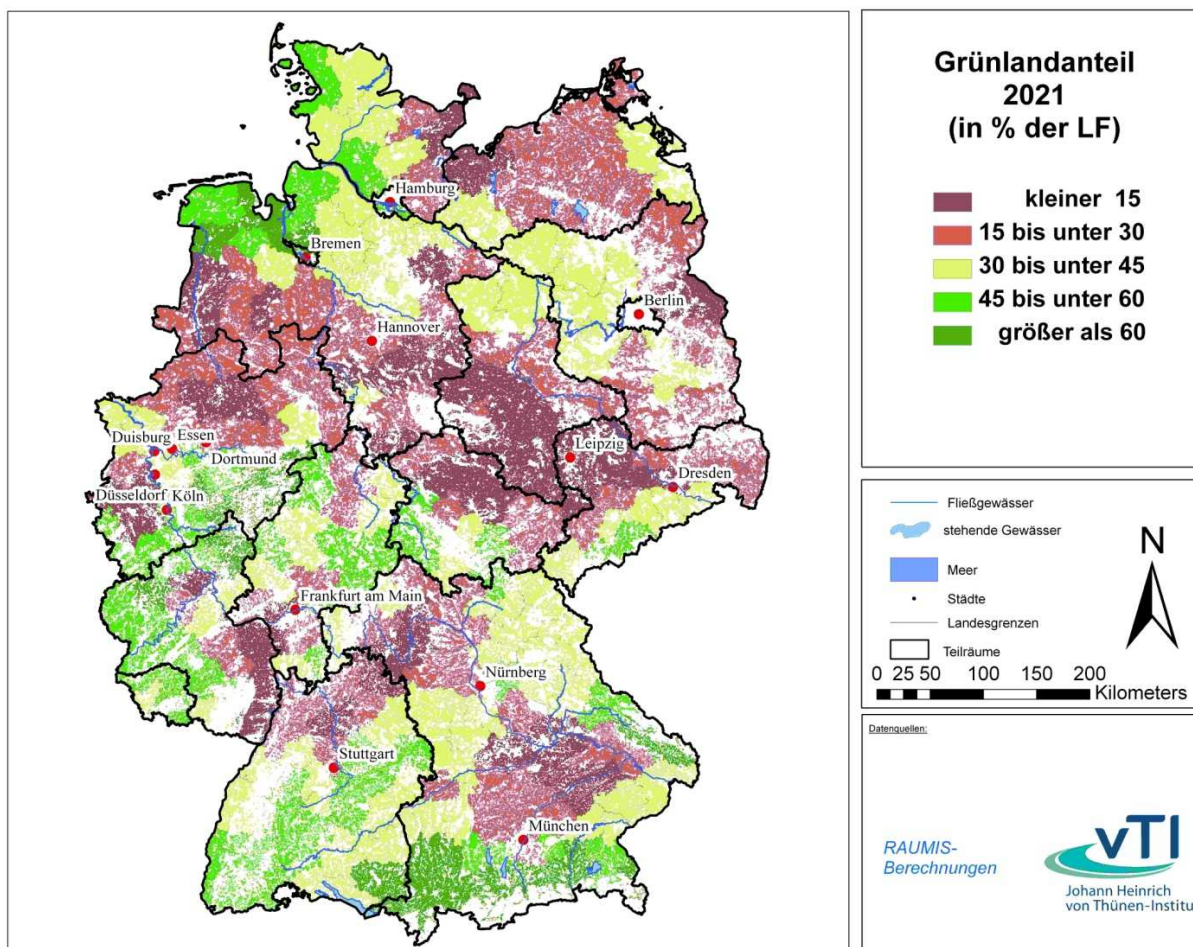 Grünlandanteil
2021
(in % der LF)
kleiner 15
15 bis unter 30
30 bis unter 45
45 bis unter 60
größer als 60
Hamburg
Bremen
Berlin
Hannover
Duisburg
Essen
Dortmund
Leipzig
Dresden
Düsseldorf
Köln
Frankfurt am Main
Nürnberg
Stuttgart
München
Fließgewässer
stehende Gewässer
Meer
Städte
Landesgrenzen
Teilräume
N
0 25 50 100 150 200
Kilometers
Datenquellen:
RAUMIS-
Berechnungen
vTI
Johann Heinrich
von Thünen-Institu